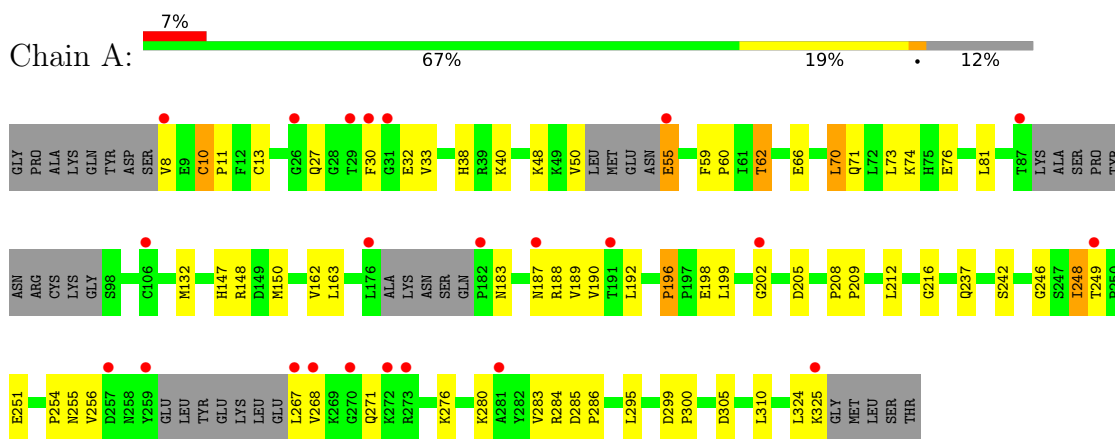 7%
Chain A:
67% 19% • 12%
GLY PRO ALA LYS GLN TYR ASP SER V8 E9 C10 P11 F12 C13 G26 Q27 G28 T29 F30 G31 E32 V33 H38 R39 K40 K48 K49 V50 LEU MET GLU ASN E55 F59 P60 I61 T62 E66 L70 Q71 L72 L73 K74 H75 E76 L81 T87 LYS ALA SER PRO TYR
ASN ARG CYS LYS GLY S98 C106 M132 H147 R148 D149 M150 V162 L163 L176 ALA LYS ASN SER GLN P182 N183 N187 R188 V189 V190 T191 L192 P196 P197 E198 L199 G202 D205 P208 P209 L212 G216 Q237 S242 G246 S247 I248 T249 P250
E251 P254 N255 V256 D257 N258 Y259 GLU LEU TYR GLU LYS LEU GLU L267 V268 K269 G270 Q271 K272 R273 K276 K280 A281 Y282 V283 R284 D285 P286 L295 D299 P300 D305 L310 L324 K325 GLY MET LEU SER THR